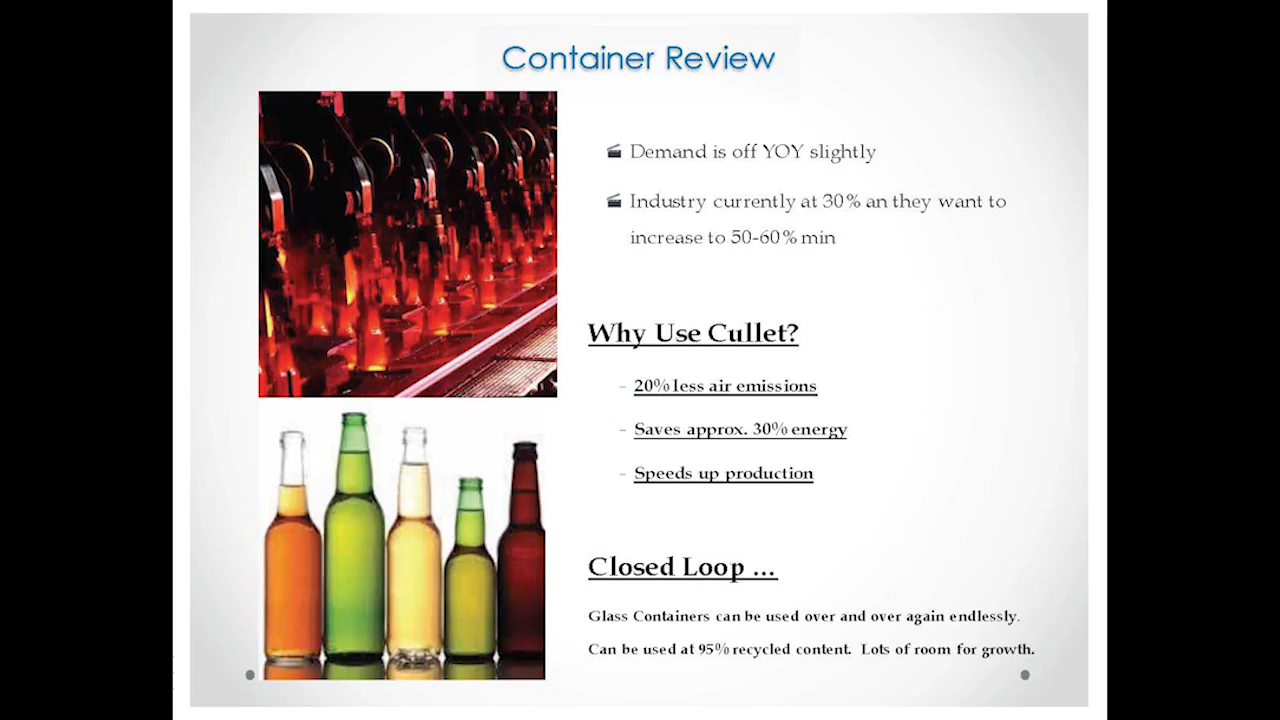 Container Review
Demand is off YOY slightly
Industry currently at 30% an they want to
increase to 50-60% min
Why Use Cullet?
- 20% less air emissions
- Saves approx. 30% energy
- Speeds up production
Closed Loop ...
Glass Containers can be used over and over again endlessly.
Can be used at 95% recycled content. Lots of room for growth.